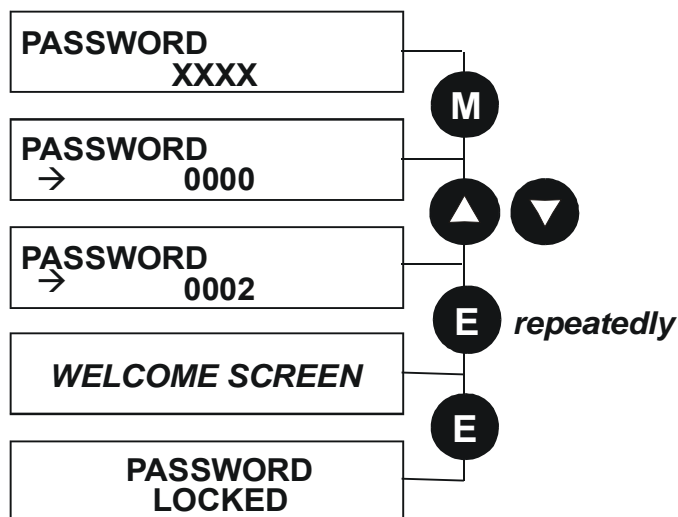 PASSWORD
XXXX
M
PASSWORD
→ 0000
PASSWORD
→ 0002
E repeatedly
WELCOME SCREEN
E
PASSWORD
LOCKED